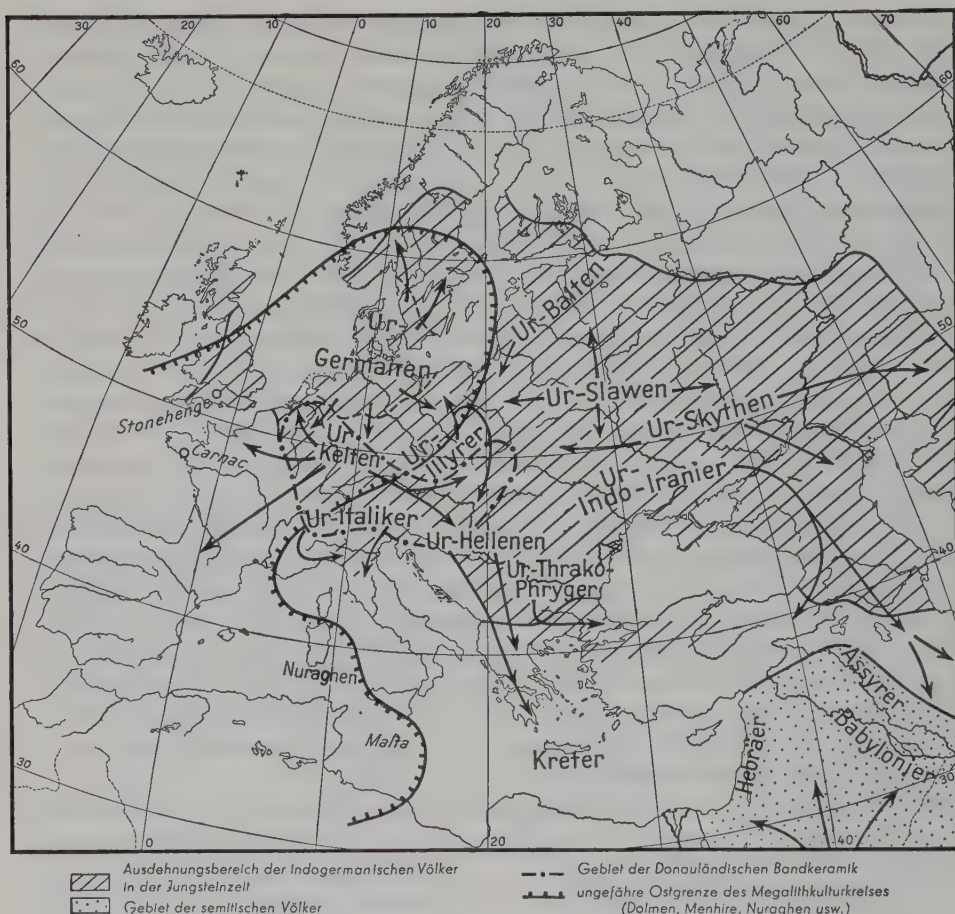 30 20 10 0 10 20 30 40 50 60 70
60
60
50
50
40
40
30
30
0
20
40
Ur-Balten
Ur-
Germanen
Ur-Slawen
Stonehenge
Ur-Skythen
Ur-
Kelten
Ur-
Illyrer
Carnac
Ur-
Indo-Iranier
Ur-Italiker
Ur-Hellenen
Ur-Thrako-
Phryger
Nuraghen
Assyrer
Malta
Kreter
Hebräer
Babylonier
Ausdehnungsbereich der Indogermanischen Völker
in der Jungsteinzeit
Gebiet der semitischen Völker
Gebiet der Donauländischen Bandkeramik
ungefähre Ostgrenze des Megalithkulturkreises
(Dolmen, Menhire, Nuraghen usw.)